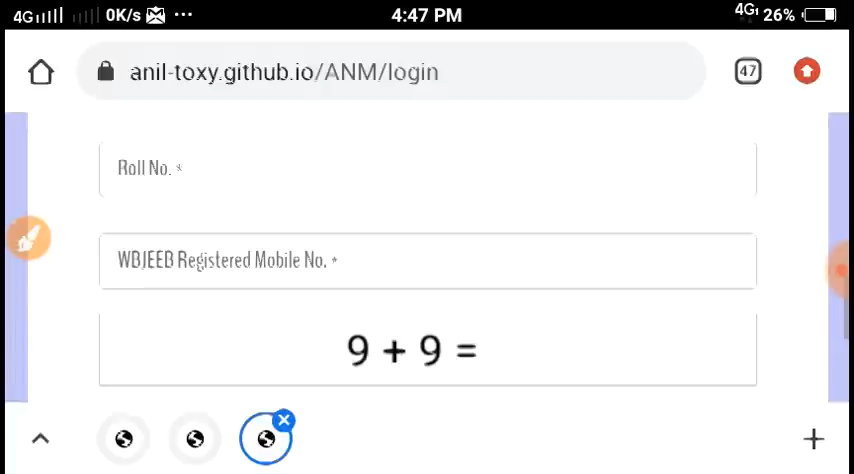 4G 0K/s ... 4:47 PM 4G 26%
anil-toxy.github.io/ANM/login 47
Roll No. *
WBJEEB Registered Mobile No. *
9 + 9 =